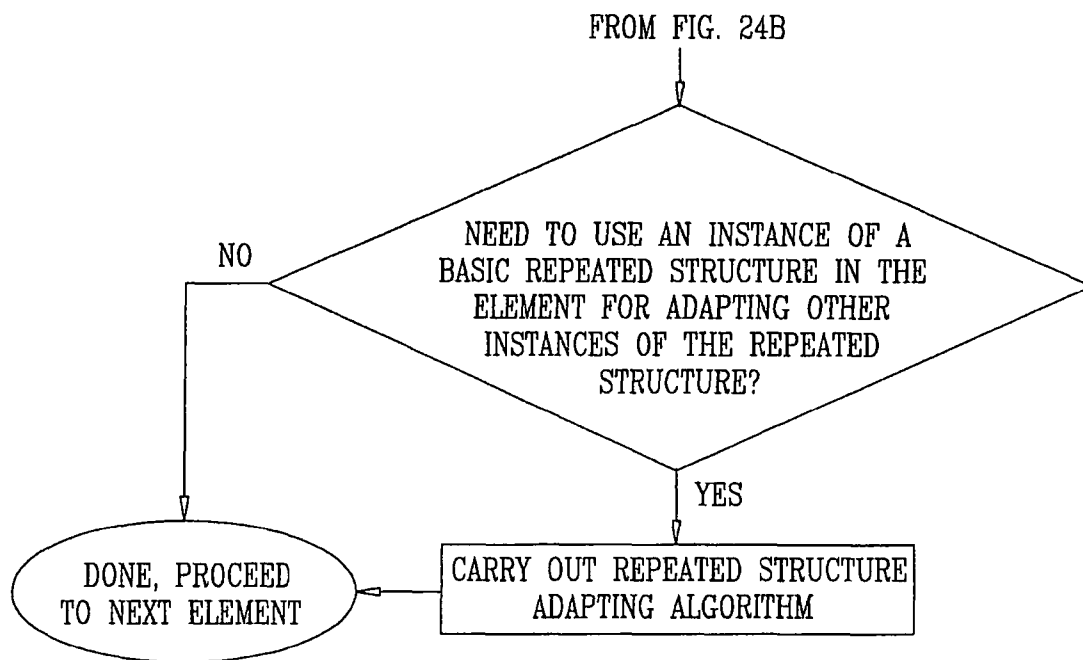 FROM FIG. 24B
NEED TO USE AN INSTANCE OF A
BASIC REPEATED STRUCTURE IN THE
ELEMENT FOR ADAPTING OTHER
INSTANCES OF THE REPEATED
STRUCTURE?
NO
YES
CARRY OUT REPEATED STRUCTURE
ADAPTING ALGORITHM
DONE, PROCEED
TO NEXT ELEMENT